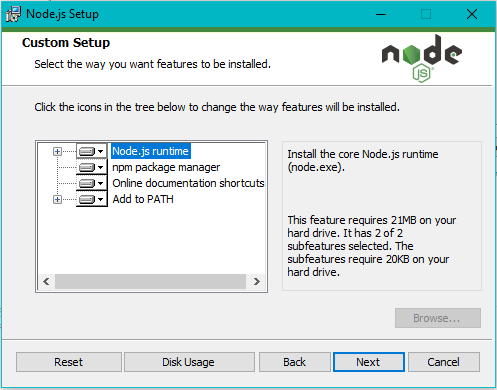 Node.js Setup
Custom Setup
Select the way you want features to be installed.
node
JS
Click the icons in the tree below to change the way features will be installed.
Node.js runtime
npm package manager
Online documentation shortcuts
Add to PATH
Install the core Node.js runtime
(node.exe).
This feature requires 21MB on your
hard drive. It has 2 of 2
subfeatures selected. The
subfeatures require 20KB on your
hard drive.
Browse...
Reset
Disk Usage
Back
Next
Cancel